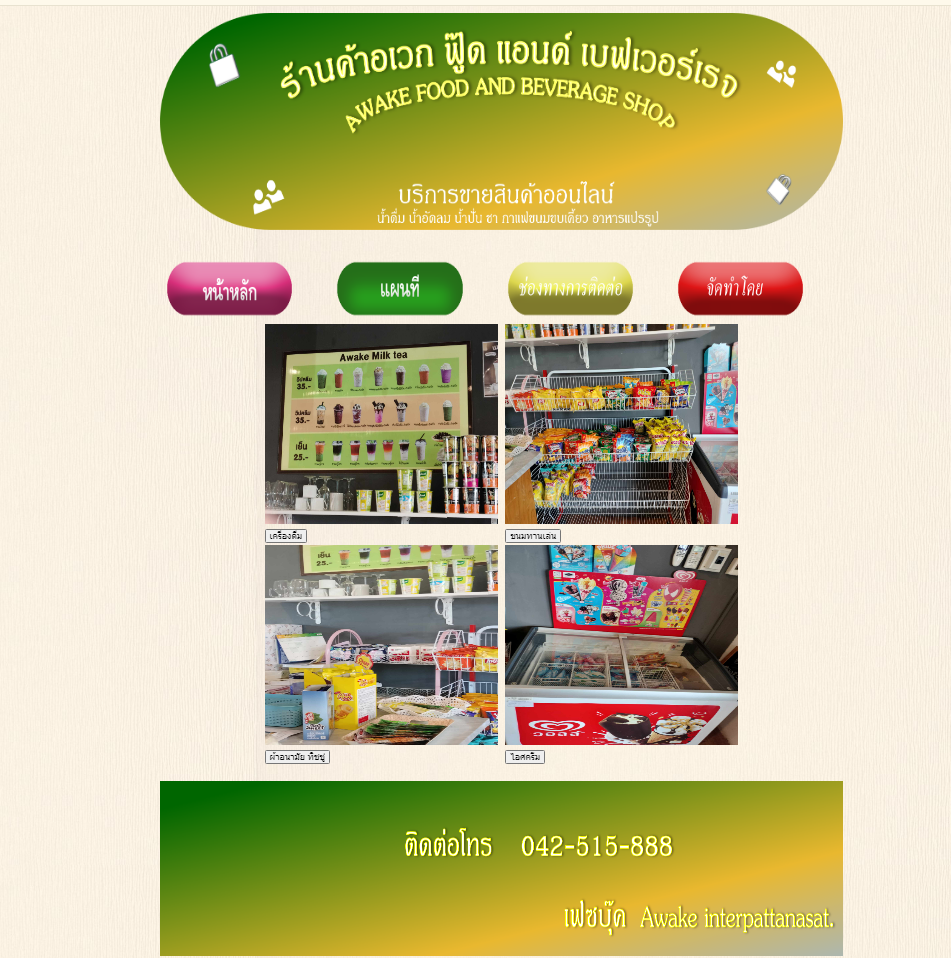 ร้านค้าอเวก ฟู๊ด แอนด์ เบฟเวอร์เรจ
AWAKE FOOD AND BEVERAGE SHOP
บริการขายสินค้าออนไลน์
น้ำดื่ม น้ำอัดลม น้ำปั่น ชา กาแฟขนมขบเคี้ยว อาหารแปรรูป
หน้าหลัก
แผนที่
ช่องทางการติดต่อ
จัดทำโดย
Awake Milk tea
35.-
35.-
เย็น
25.-
เครื่องดื่ม
ขนมทานเล่น
เย็น
25.-
วอลล์
ผ้าอนามัย ทิชชู่
ไอศครีม
ติดต่อโทร 042-515-888
เฟซบุ๊ค Awake interpattanasat.